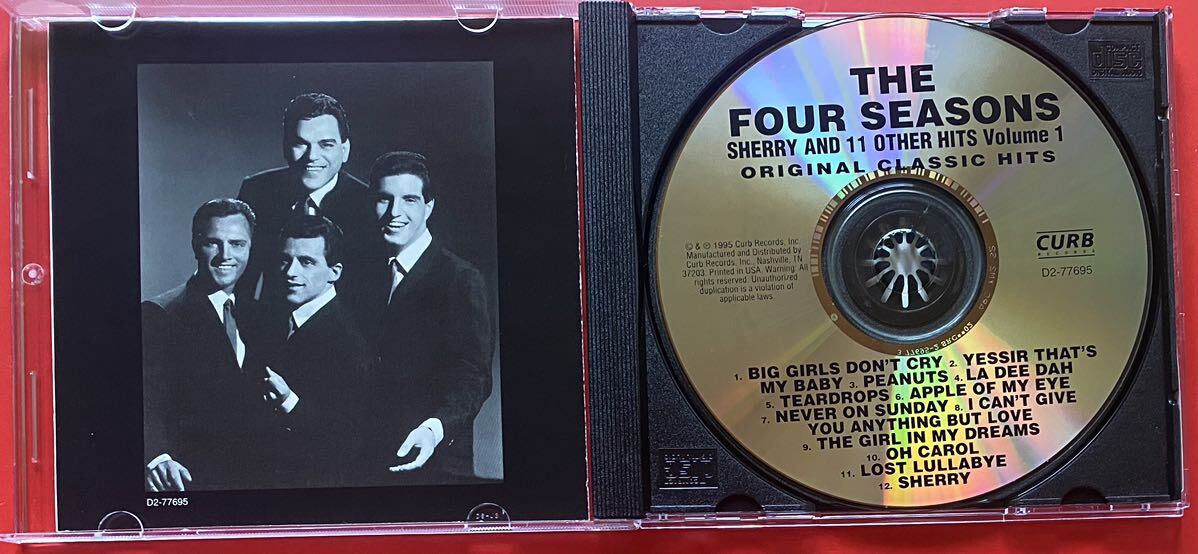 D2-77695
THE
FOUR SEASONS
SHERRY AND 11 OTHER HITS Volume 1
ORIGINAL CLASSIC HITS
© & ℗ 1995 Curb Records, Inc.
Manufactured and Distributed by
Curb Records, Inc., Nashville, TN
37203. Printed in USA. Warning: All
rights reserved. Unauthorized
duplication is a violation of
applicable laws.
CURB
RECORDS
D2-77695
1. BIG GIRLS DON'T CRY 2. YESSIR THAT'S
MY BABY 3. PEANUTS 4. LA DEE DAH
5. TEARDROPS 6. APPLE OF MY EYE
7. NEVER ON SUNDAY 8. I CAN'T GIVE
YOU ANYTHING BUT LOVE
9. THE GIRL IN MY DREAMS
10. OH CAROL
11. LOST LULLABYE
12. SHERRY
COMPACT
disc
DIGITAL AUDIO